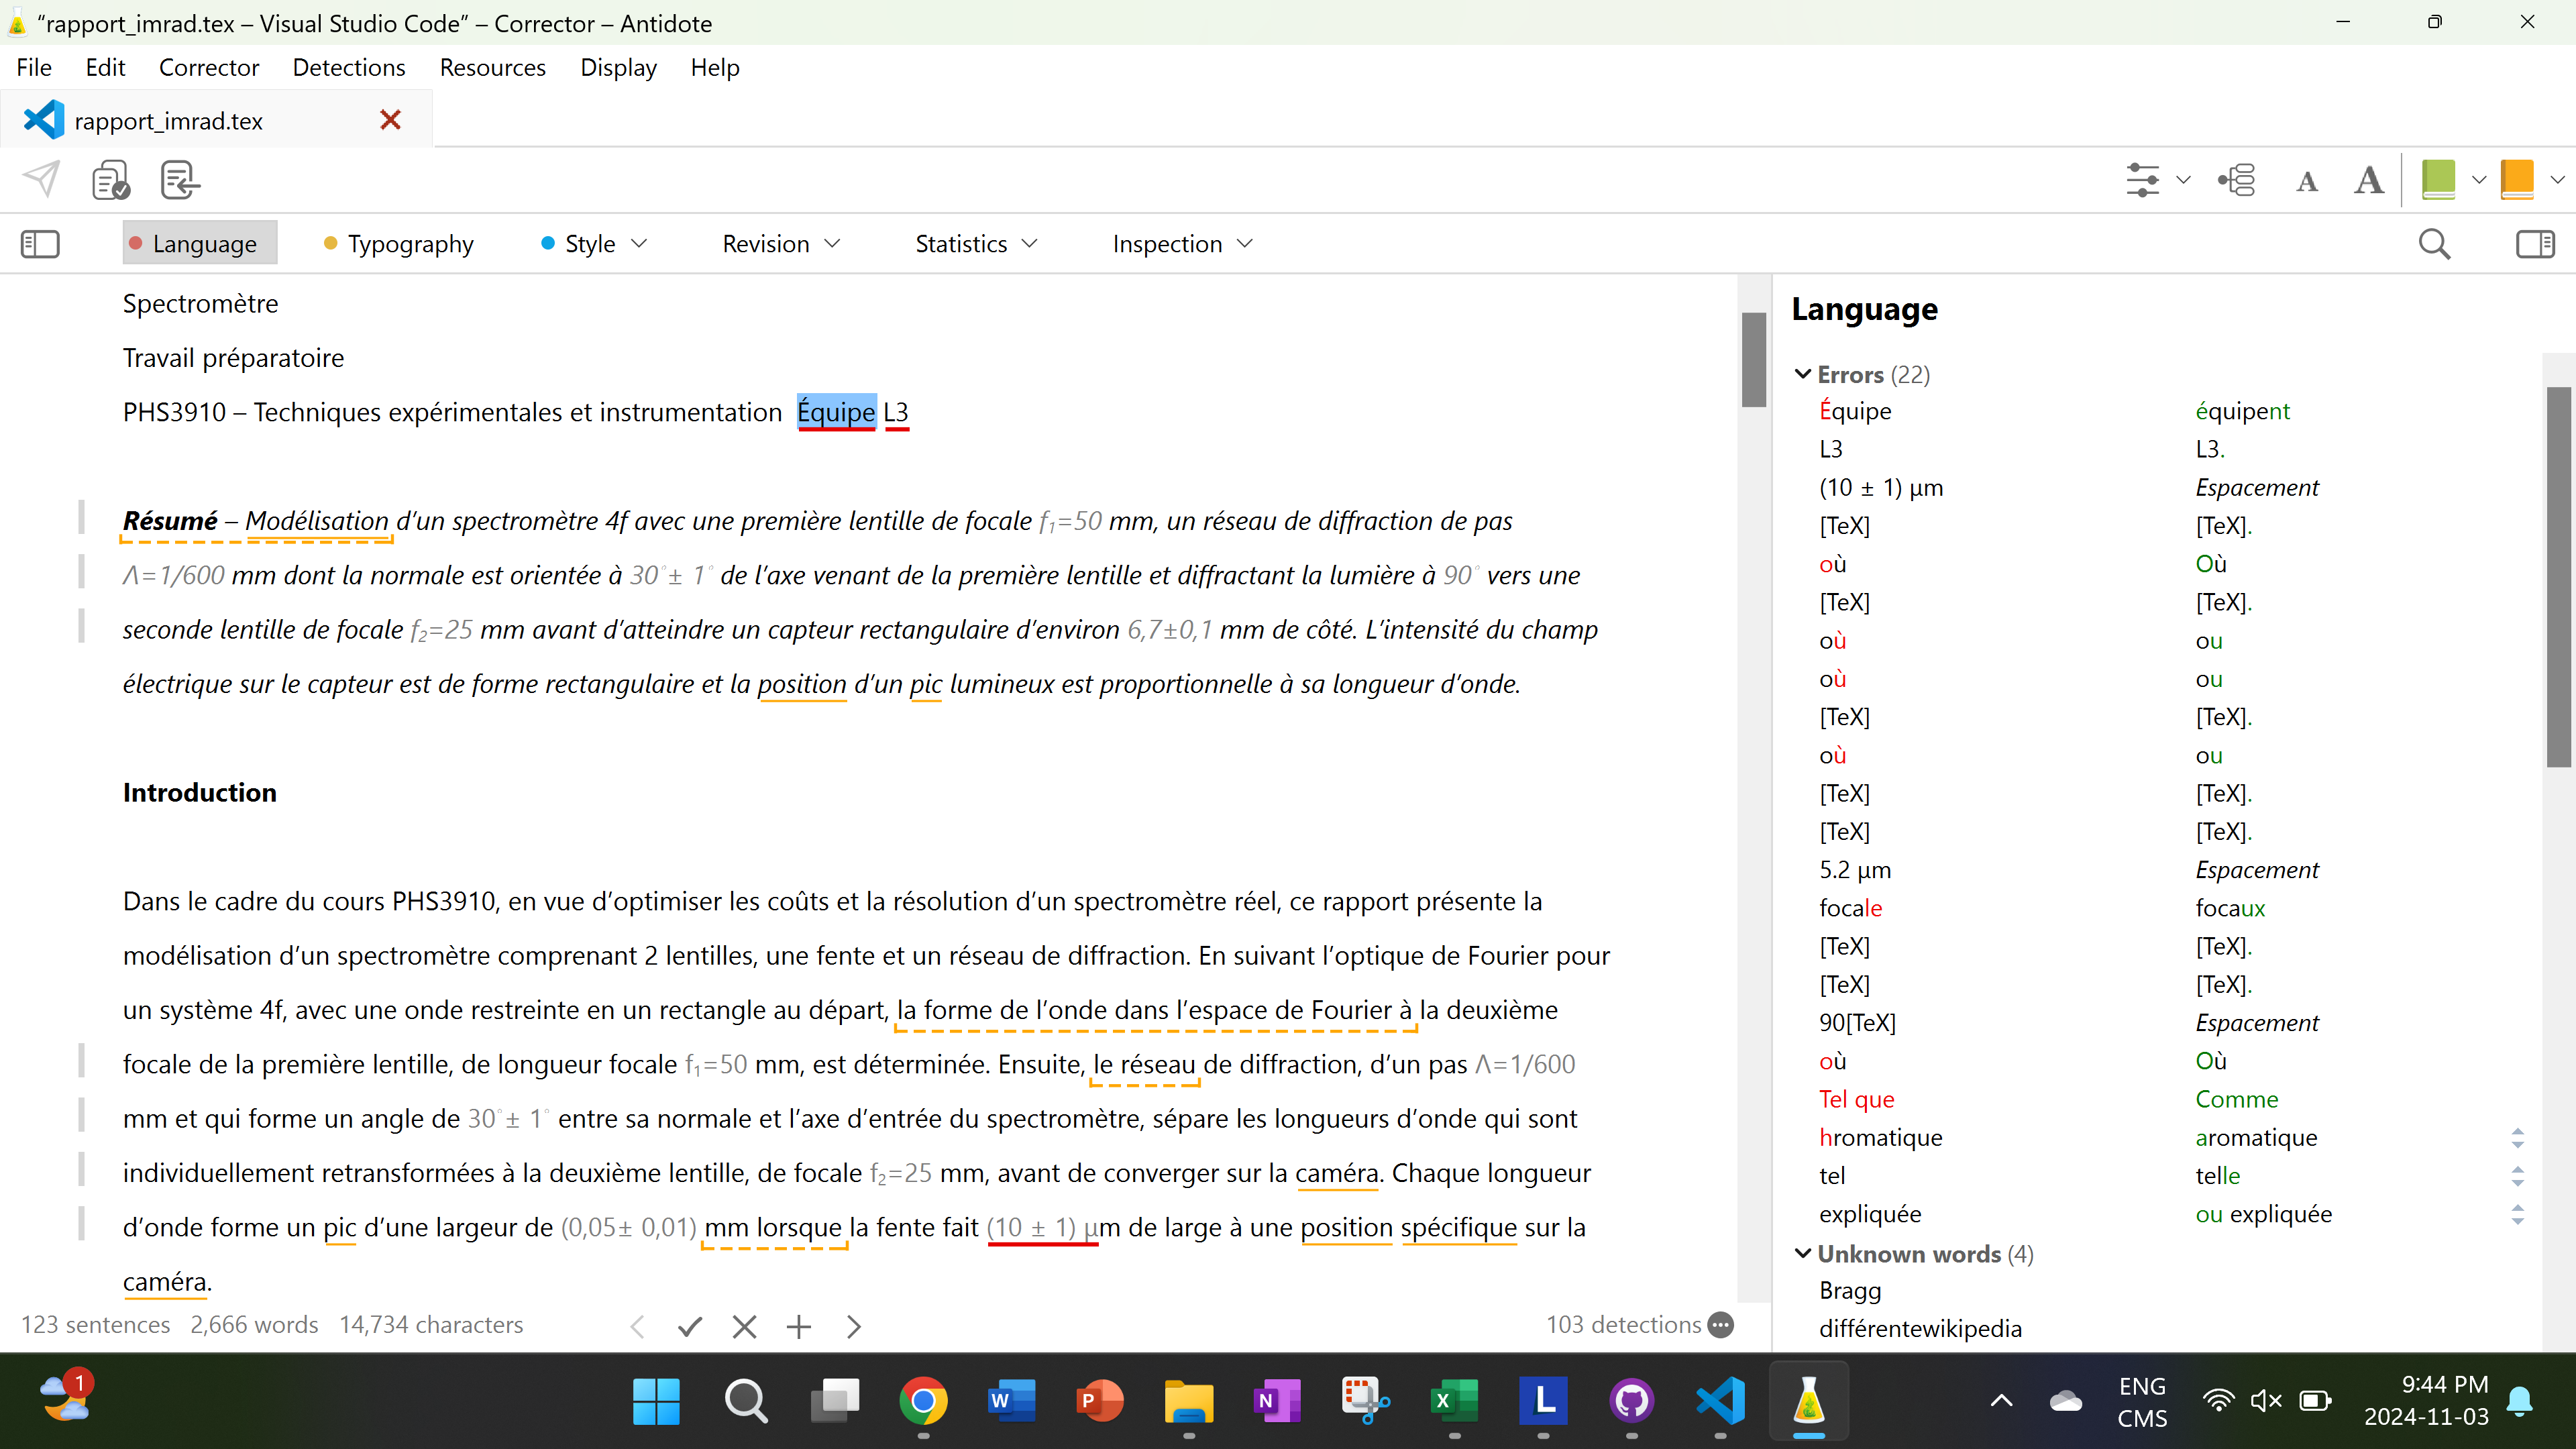 “rapport_imrad.tex – Visual Studio Code” – Corrector – Antidote
File Edit Corrector Detections Resources Display Help
rapport_imrad.tex
A A
Language Typography Style Revision Statistics Inspection
Spectromètre
Travail préparatoire
PHS3910 – Techniques expérimentales et instrumentation Équipe L3
Résumé – Modélisation d’un spectromètre 4f avec une première lentille de focale f₁=50 mm, un réseau de diffraction de pas
Λ=1/600 mm dont la normale est orientée à 30°± 1° de l’axe venant de la première lentille et diffractant la lumière à 90° vers une
seconde lentille de focale f₂=25 mm avant d’atteindre un capteur rectangulaire d’environ 6,7±0,1 mm de côté. L’intensité du champ
électrique sur le capteur est de forme rectangulaire et la position d’un pic lumineux est proportionnelle à sa longueur d’onde.
Introduction
Dans le cadre du cours PHS3910, en vue d’optimiser les coûts et la résolution d’un spectromètre réel, ce rapport présente la
modélisation d’un spectromètre comprenant 2 lentilles, une fente et un réseau de diffraction. En suivant l’optique de Fourier pour
un système 4f, avec une onde restreinte en un rectangle au départ, la forme de l’onde dans l’espace de Fourier à la deuxième
focale de la première lentille, de longueur focale f₁=50 mm, est déterminée. Ensuite, le réseau de diffraction, d’un pas Λ=1/600
mm et qui forme un angle de 30°± 1° entre sa normale et l’axe d’entrée du spectromètre, sépare les longueurs d’onde qui sont
individuellement retransformées à la deuxième lentille, de focale f₂=25 mm, avant de converger sur la caméra. Chaque longueur
d’onde forme un pic d’une largeur de (0,05± 0,01) mm lorsque la fente fait (10 ± 1) µm de large à une position spécifique sur la
caméra.
123 sentences 2,666 words 14,734 characters
103 detections
Language
Errors (22)
Équipe équipent
L3 L3.
(10 ± 1) µm Espacement
[TeX] [TeX].
où Où
[TeX] [TeX].
où ou
où ou
[TeX] [TeX].
où ou
[TeX] [TeX].
[TeX] [TeX].
5.2 µm Espacement
focale focaux
[TeX] [TeX].
[TeX] [TeX].
90[TeX] Espacement
où Où
Tel que Comme
hromatique aromatique
tel telle
expliquée ou expliquée
Unknown words (4)
Bragg
différentewikipedia
1
W P N X L
ENG
CMS
9:44 PM
2024-11-03